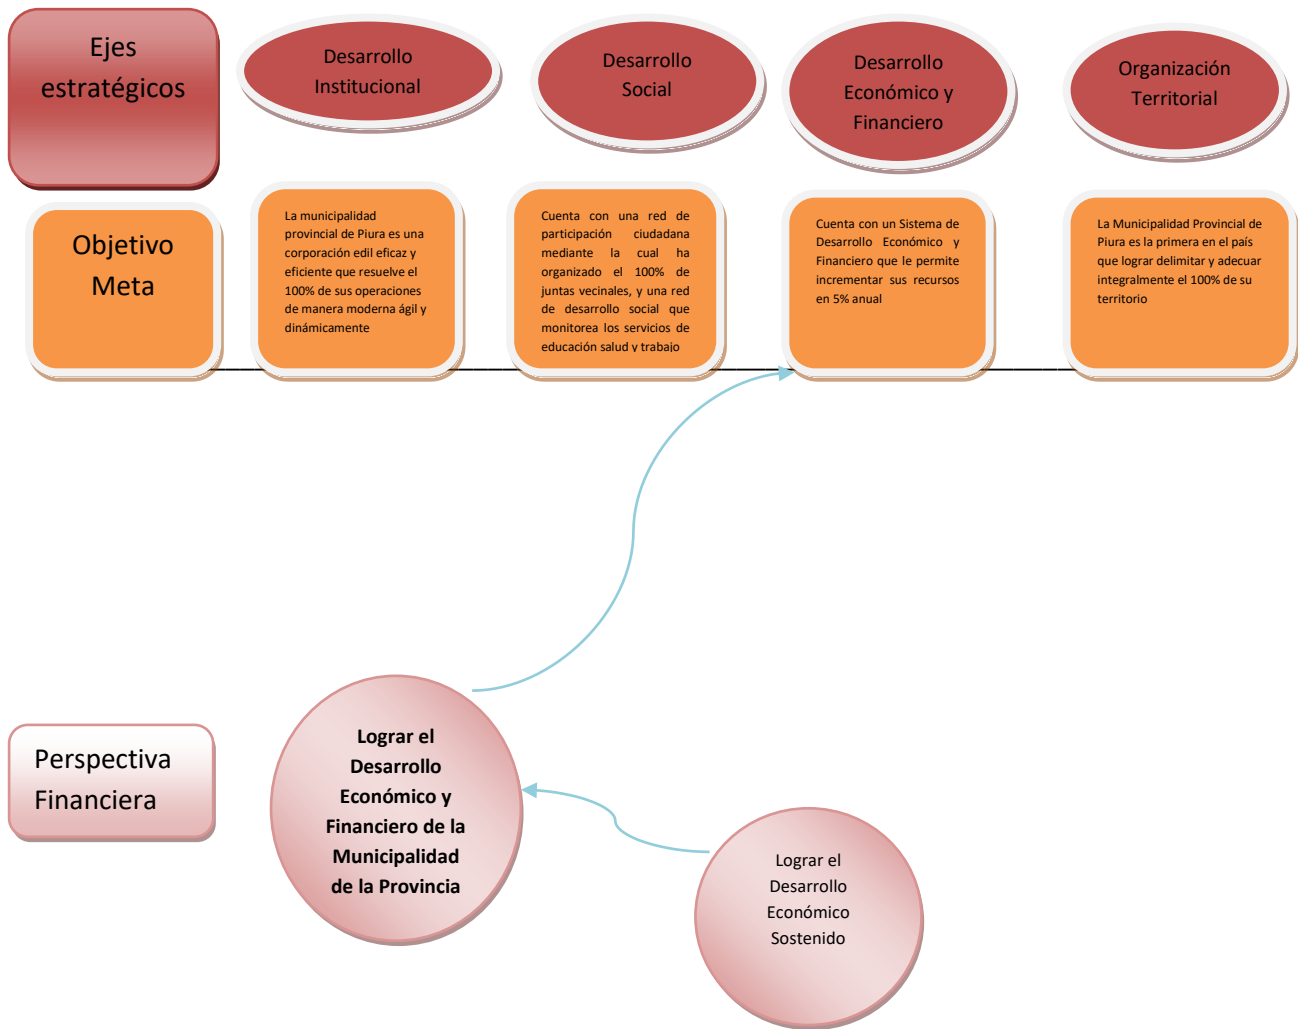 Ejes
estratégicos
Desarrollo
Institucional
Desarrollo
Social
Desarrollo
Económico y
Financiero
Organización
Territorial
Objetivo
Meta
La municipalidad
provincial de Piura es una
corporación edil eficaz y
eficiente que resuelve el
100% de sus operaciones
de manera moderna ágil y
dinámicamente
Cuenta con una red de
participación ciudadana
mediante la cual ha
organizado el 100% de
juntas vecinales, y una red
de desarrollo social que
monitorea los servicios de
educación salud y trabajo
Cuenta con un Sistema de
Desarrollo Económico y
Financiero que le permite
incrementar sus recursos
en 5% anual
La Municipalidad Provincial de
Piura es la primera en el país
que lograr delimitar y adecuar
integralmente el 100% de su
territorio
Perspectiva
Financiera
Lograr el
Desarrollo
Económico y
Financiero de la
Municipalidad
de la Provincia
Lograr el
Desarrollo
Económico
Sostenido